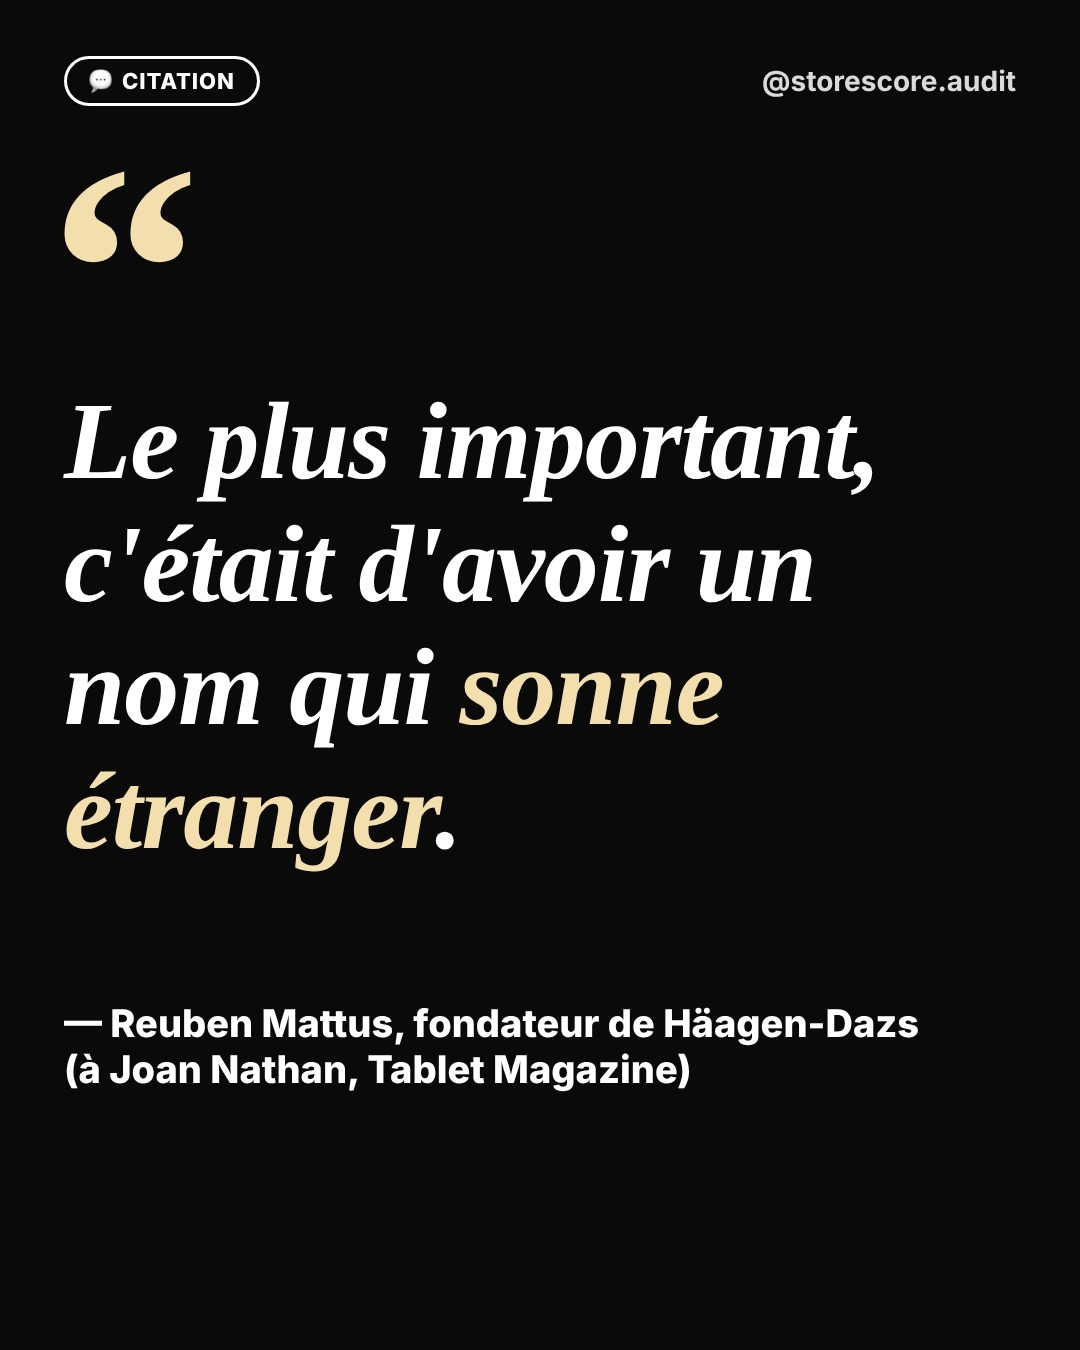 💬 CITATION
@storescore.audit
“
Le plus important,
c'était d'avoir un
nom qui sonne
étranger.
— Reuben Mattus, fondateur de Häagen-Dazs
(à Joan Nathan, Tablet Magazine)